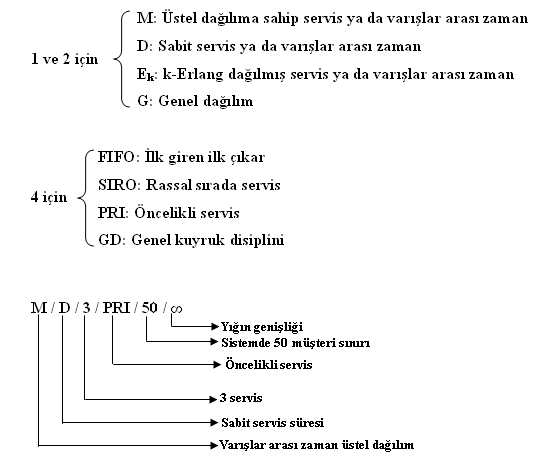 1 ve 2 için
M: Üstel dağılıma sahip servis ya da varışlar arası zaman
D: Sabit servis ya da varışlar arası zaman
Ek: k-Erlang dağılmış servis ya da varışlar arası zaman
G: Genel dağılım
4 için
FIFO: İlk giren ilk çıkar
SIRO: Rassal sırada servis
PRI: Öncelikli servis
GD: Genel kuyruk disiplini
M / D / 3 / PRI / 50 / ∞
Yığın genişliği
Sistemde 50 müşteri sınırı
Öncelikli servis
3 servis
Sabit servis süresi
Varışlar arası zaman üstel dağılım